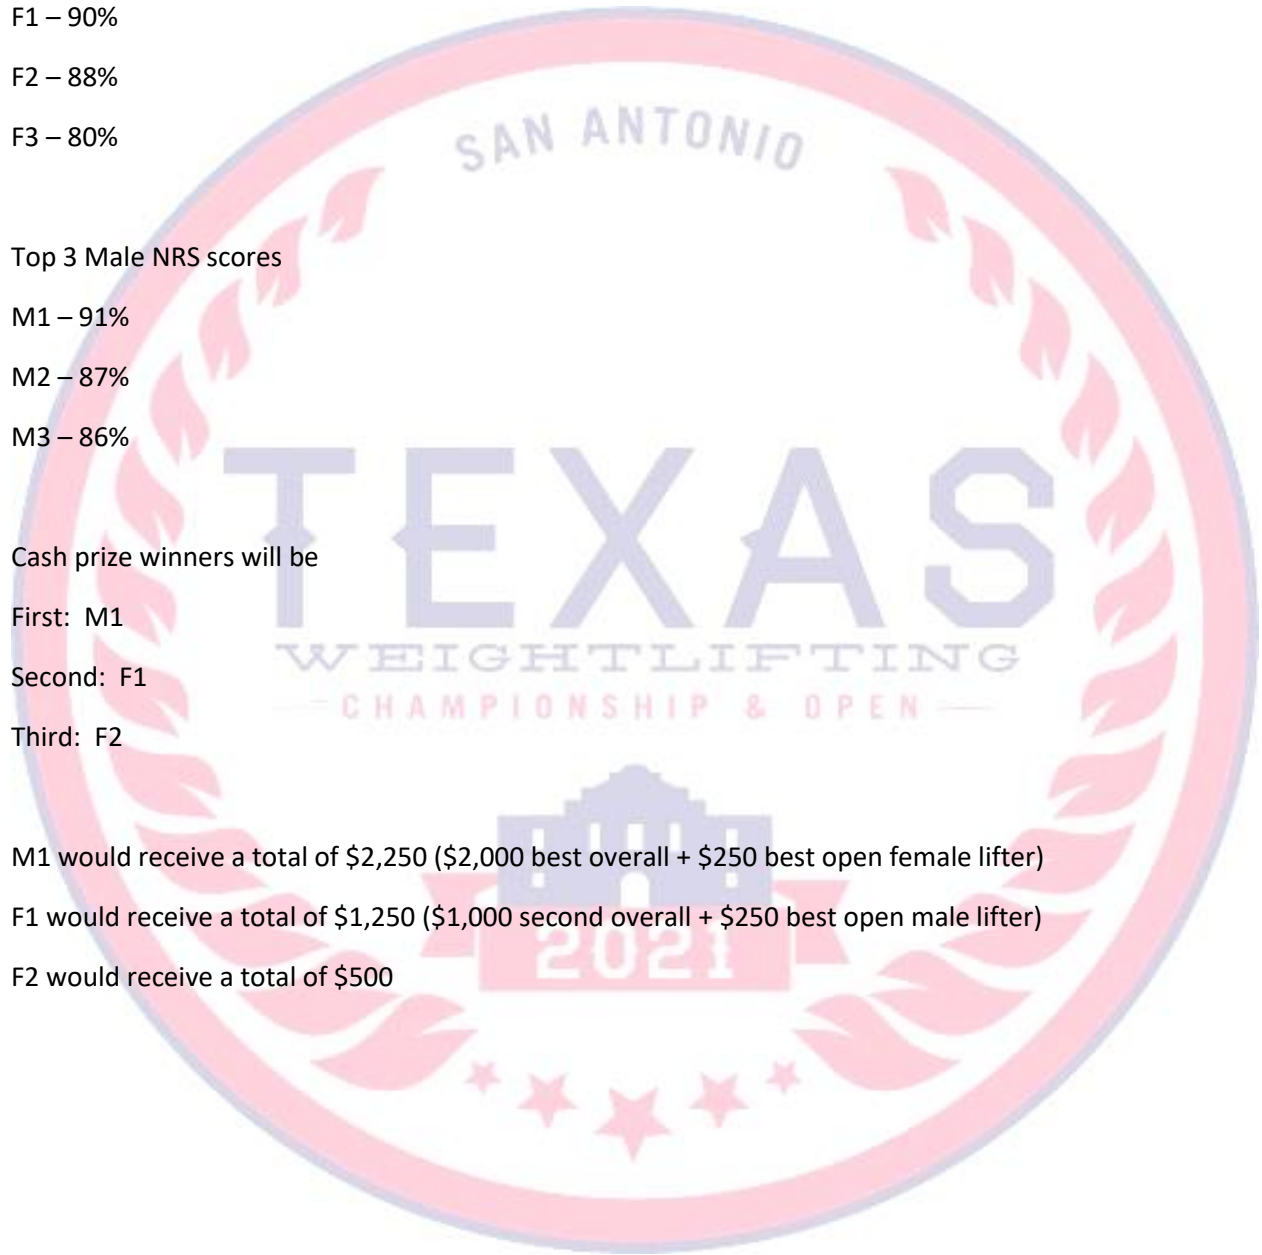 F1 – 90%
F2 – 88%
F3 – 80%
SAN ANTONIO
Top 3 Male NRS scores
M1 – 91%
M2 – 87%
M3 – 86%
TEXAS
Cash prize winners will be
First:  M1
WEIGHTLIFTING
Second:  F1
CHAMPIONSHIP & OPEN
Third:  F2
M1 would receive a total of $2,250 ($2,000 best overall + $250 best open female lifter)
F1 would receive a total of $1,250 ($1,000 second overall + $250 best open male lifter)
2021
F2 would receive a total of $500